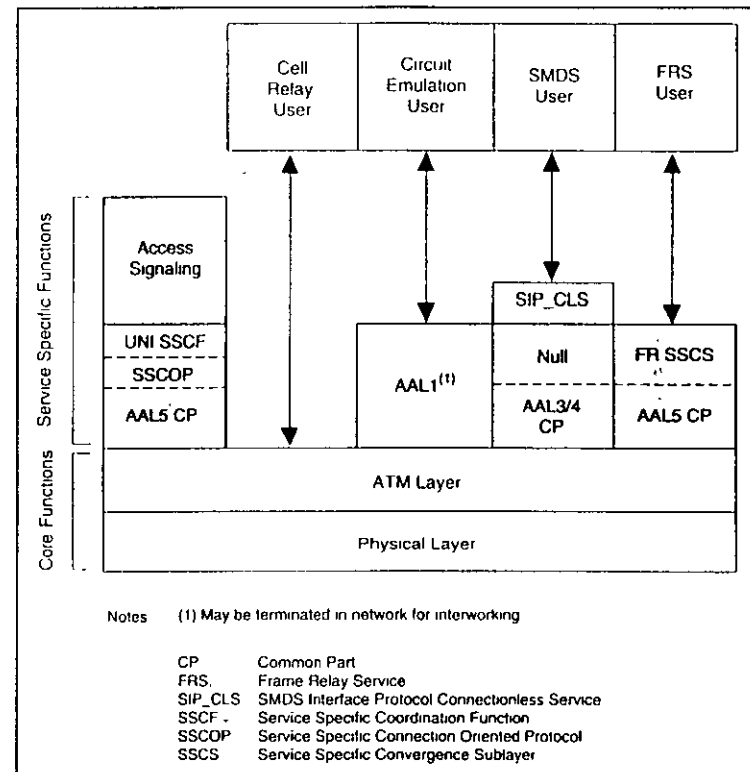 Cell
Relay
User
Circuit
Emulation
User
SMDS
User
FRS
User
Service Specific Functions
Access
Signaling
UNI SSCF
SSCOP
AAL5 CP
AAL1(1)
SIP_CLS
Null
AAL3/4
CP
FR SSCS
AAL5 CP
Core Functions
ATM Layer
Physical Layer
Notes (1) May be terminated in network for interworking
CP Common Part
FRS. Frame Relay Service
SIP_CLS SMDS Interface Protocol Connectionless Service
SSCF - Service Specific Coordination Function
SSCOP Service Specific Connection Oriented Protocol
SSCS Service Specific Convergence Sublayer